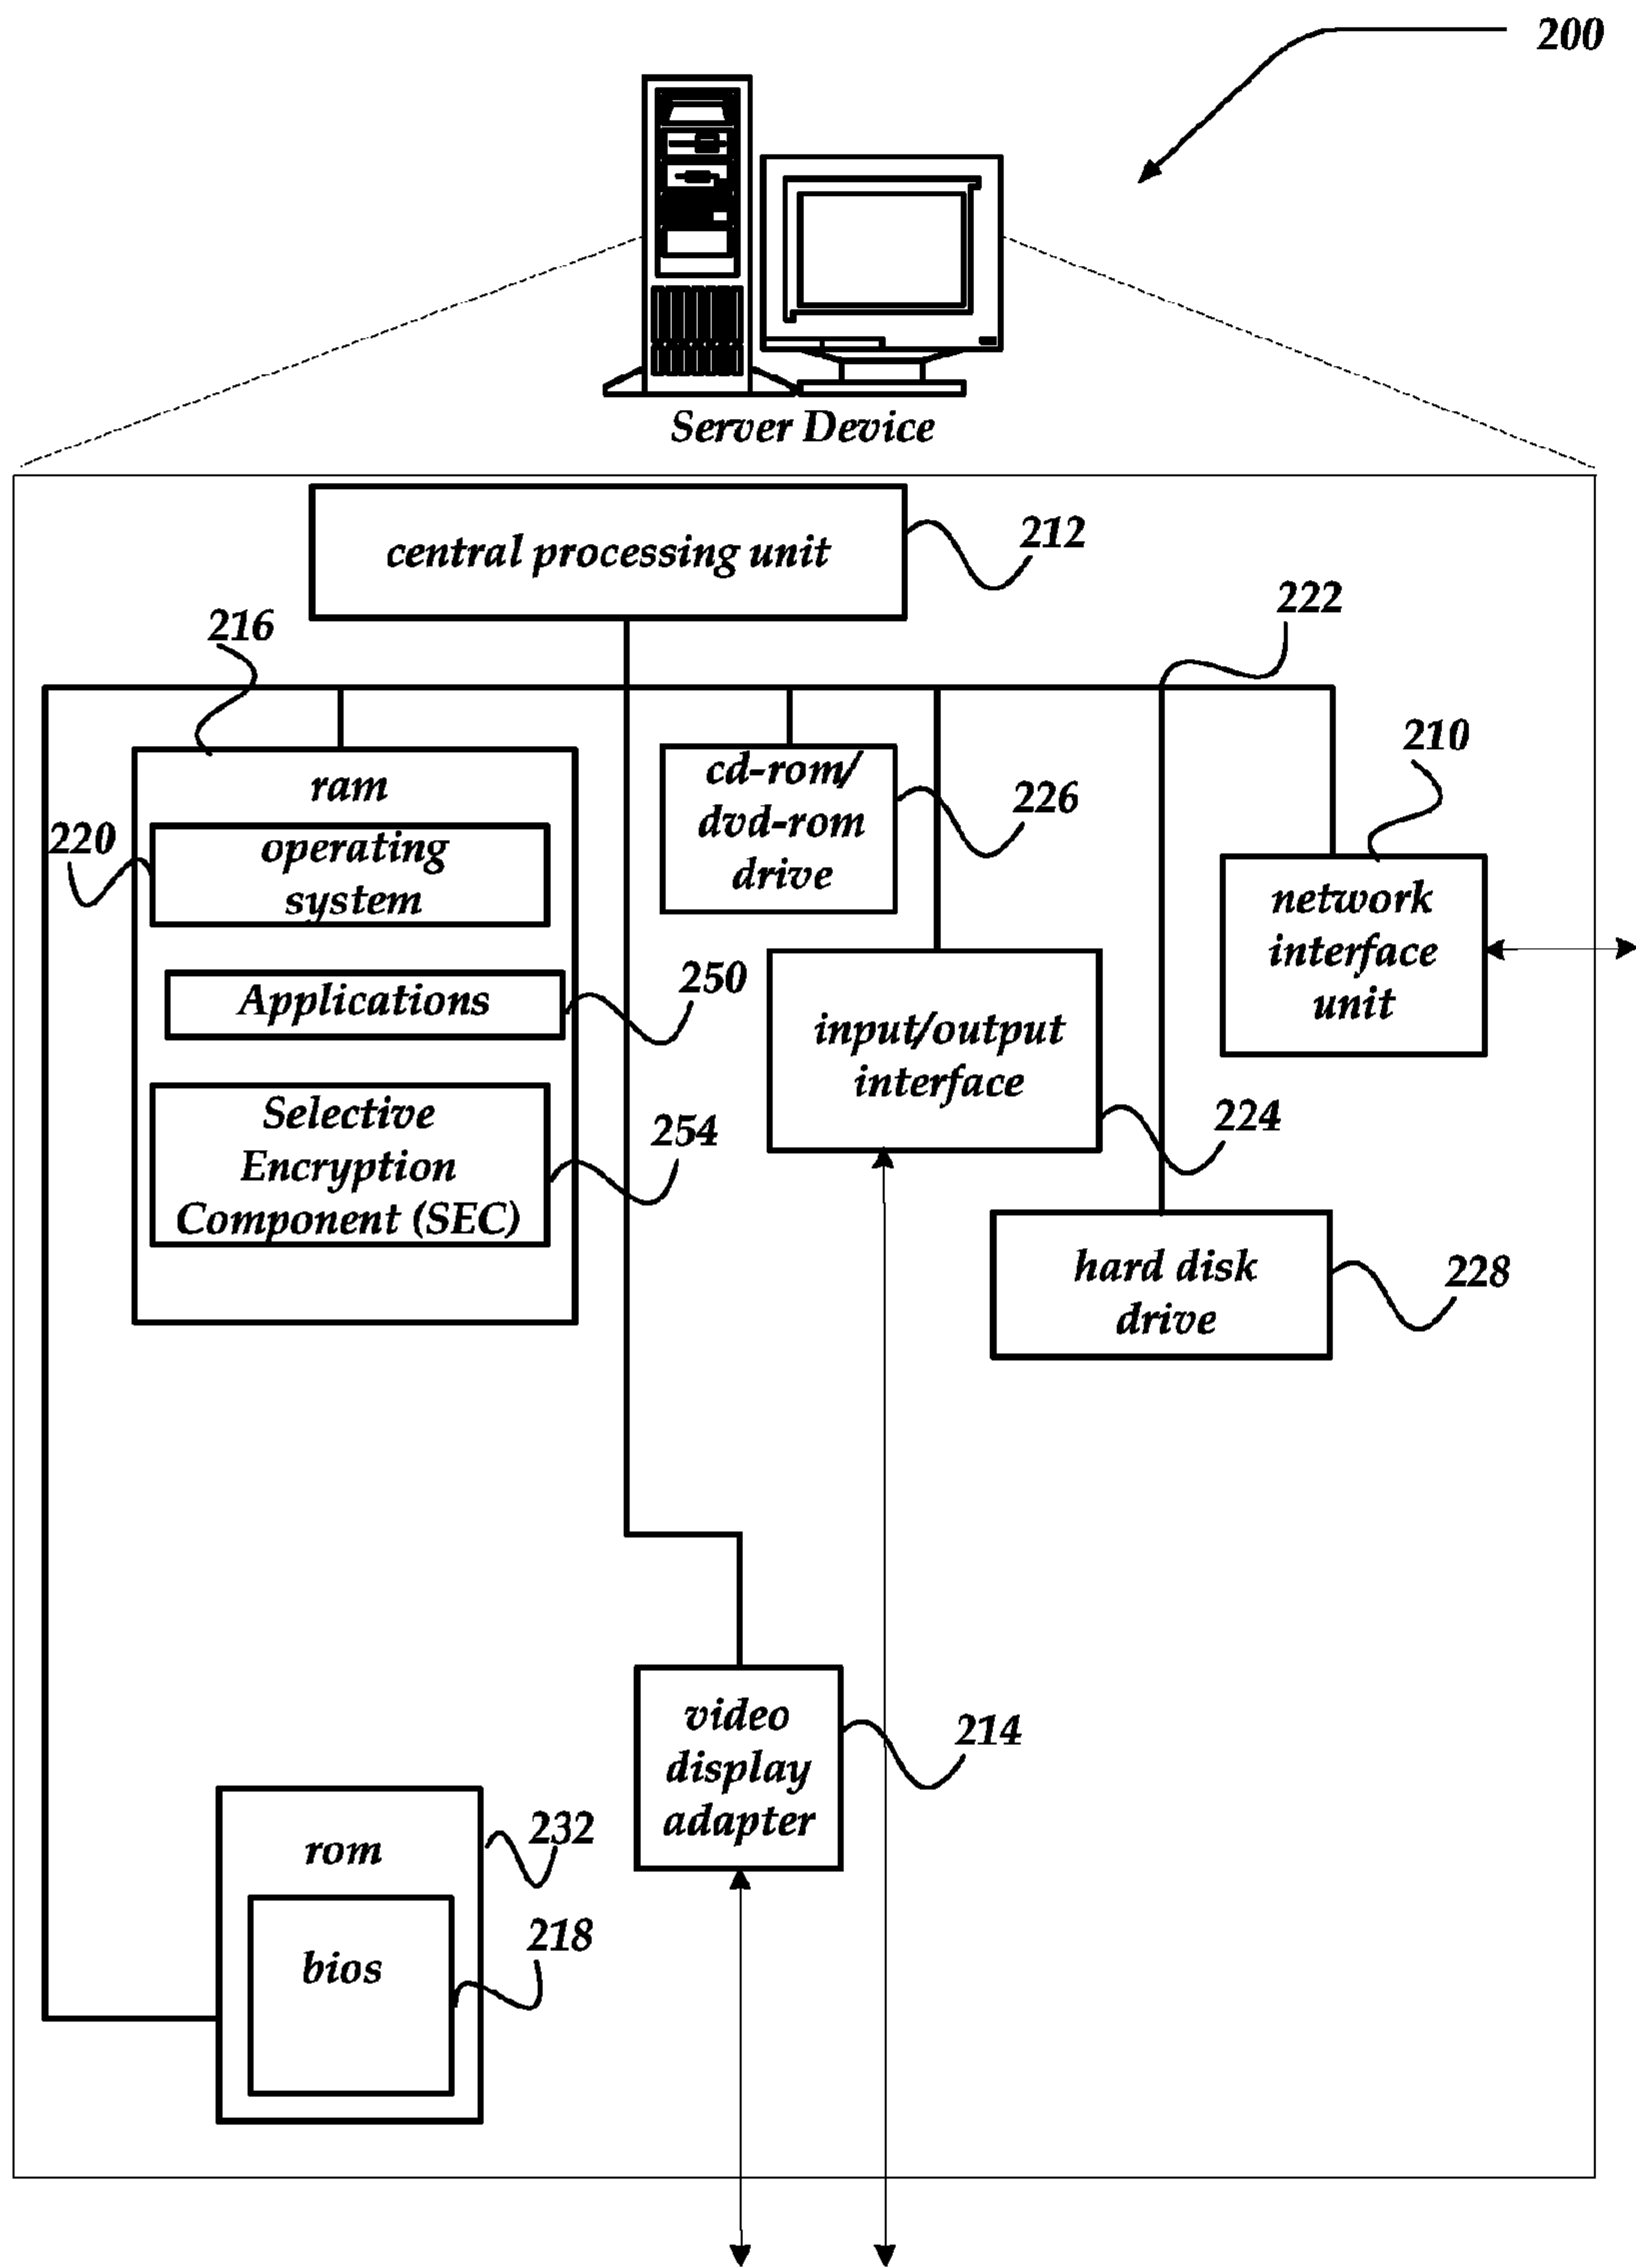 200
Server Device
central processing unit
212
222
216
210
ram
cd-rom/
dvd-rom
drive
226
220
operating
system
network
interface
unit
Applications
250
input/output
interface
224
Selective
Encryption
Component (SEC)
254
hard disk
drive
228
video
display
adapter
214
rom
232
bios
218